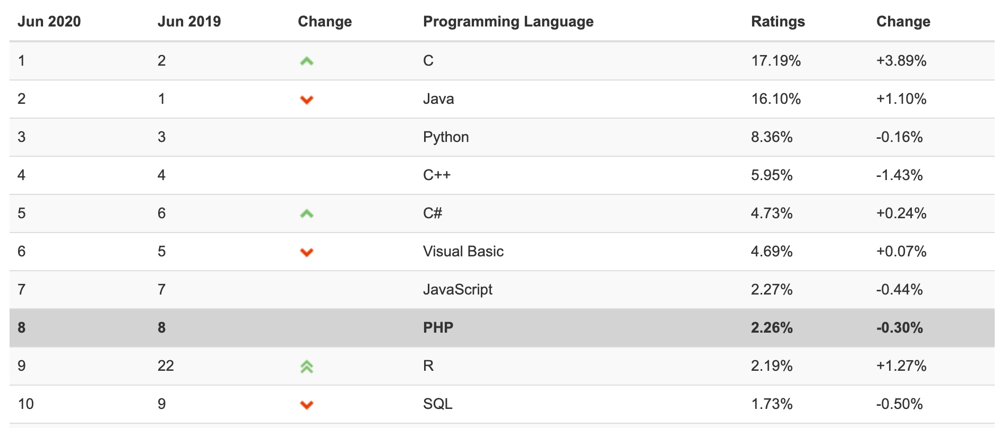 Jun 2020 Jun 2019 Change Programming Language Ratings Change
1 2 C 17.19% +3.89%
2 1 Java 16.10% +1.10%
3 3 Python 8.36% -0.16%
4 4 C++ 5.95% -1.43%
5 6 C# 4.73% +0.24%
6 5 Visual Basic 4.69% +0.07%
7 7 JavaScript 2.27% -0.44%
8 8 PHP 2.26% -0.30%
9 22 R 2.19% +1.27%
10 9 SQL 1.73% -0.50%